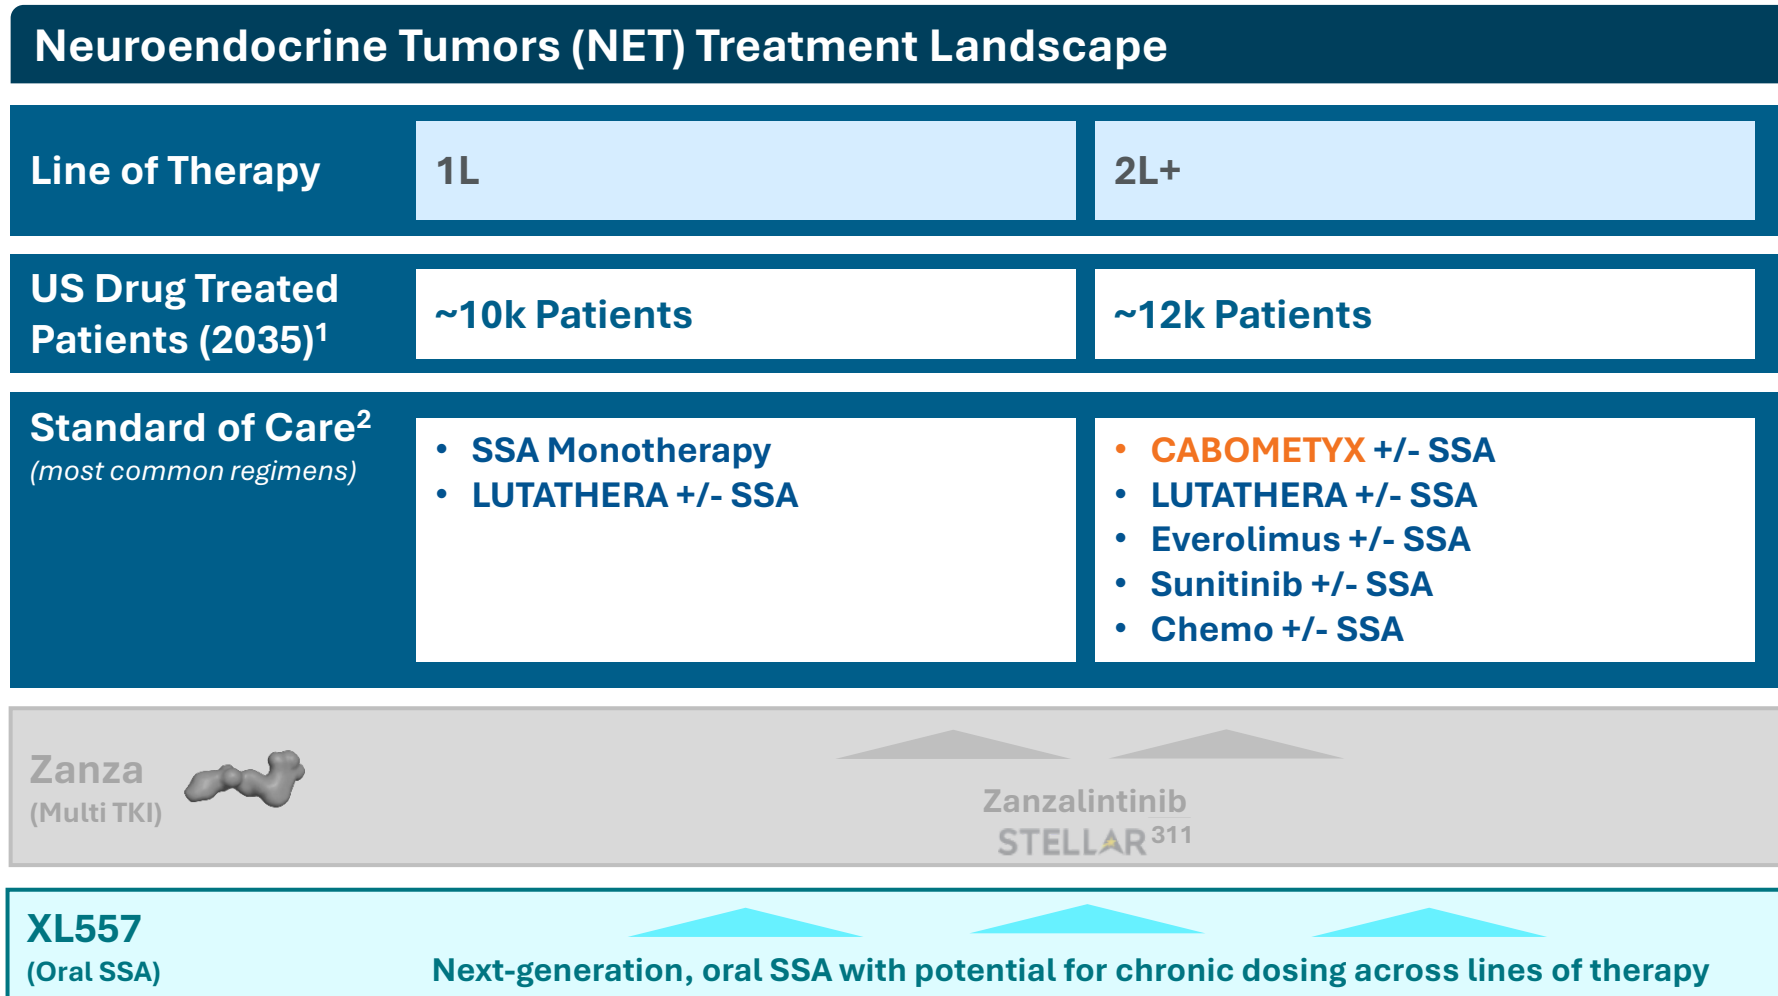 Neuroendocrine Tumors (NET) Treatment Landscape
Line of Therapy
1L
2L+
US Drug Treated
Patients (2035)¹
~10k Patients
~12k Patients
Standard of Care²
(most common regimens)
• SSA Monotherapy
• LUTATHERA +/- SSA
• CABOMETYX +/- SSA
• LUTATHERA +/- SSA
• Everolimus +/- SSA
• Sunitinib +/- SSA
• Chemo +/- SSA
Zanza
(Multi TKI)
Zanzalintinib
STELLAR 311
XL557
(Oral SSA)
Next-generation, oral SSA with potential for chronic dosing across lines of therapy